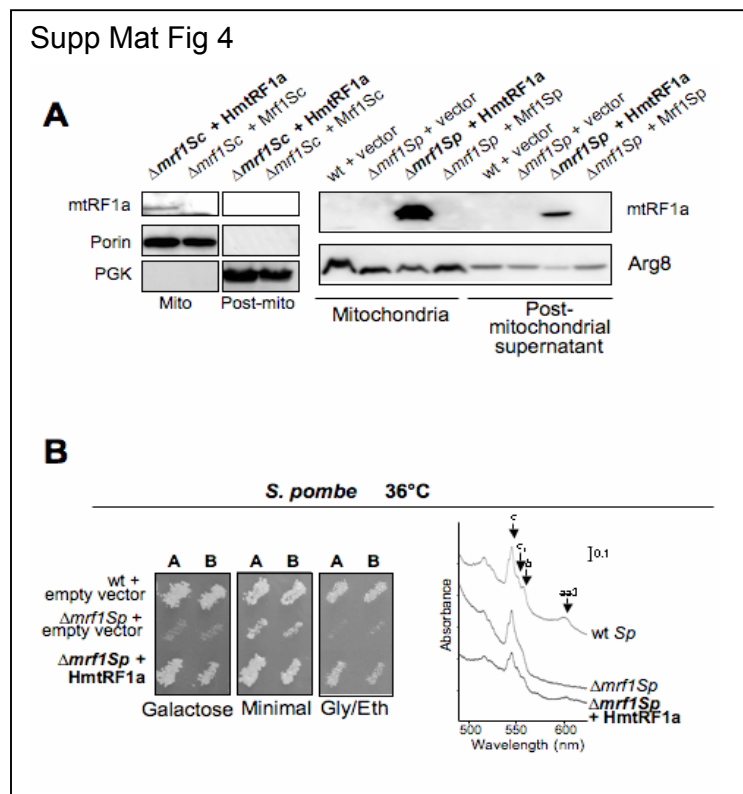 Supp Mat Fig 4
A
Δmrf1Sc + HmtRF1a
Δmrf1Sc + Mrf1Sc
Δmrf1Sc + HmtRF1a
Δmrf1Sc + Mrf1Sc
wt + vector
Δmrf1Sp + vector
Δmrf1Sp + HmtRF1a
Δmrf1Sp + Mrf1Sp
wt + vector
Δmrf1Sp + vector
Δmrf1Sp + HmtRF1a
Δmrf1Sp + Mrf1Sp
mtRF1a
mtRF1a
Porin
PGK
Arg8
Mito
Post-mito
Mitochondria
Post-
mitochondrial
supernatant
B
S. pombe 36°C
A B A B A B
wt +
empty vector
Δmrf1Sp +
empty vector
Δmrf1Sp +
HmtRF1a
Galactose Minimal Gly/Eth
Absorbance
c
]0.1
wt Sp
Δmrf1Sp
Δmrf1Sp
+ HmtRF1a
500 550 600
Wavelength (nm)